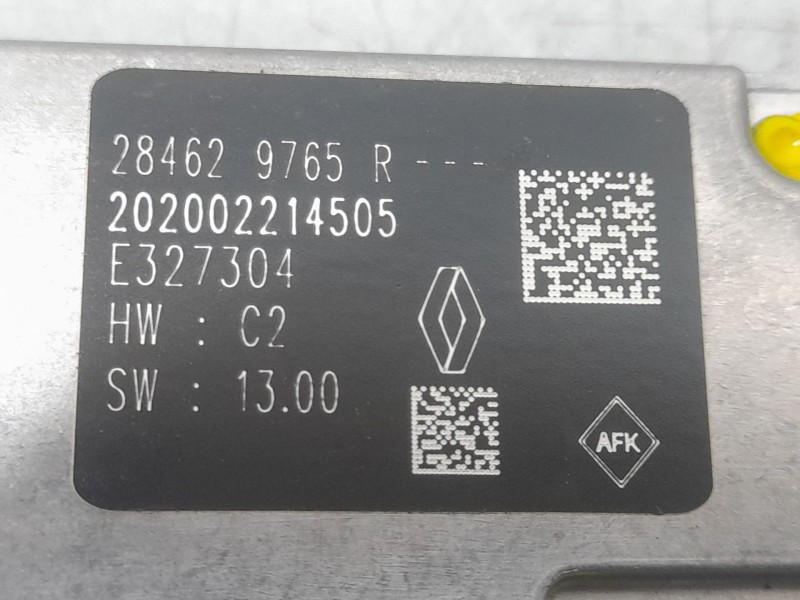 28462 9765 R ---
202002214505
E327304
HW : C2
SW : 13.00
AFK